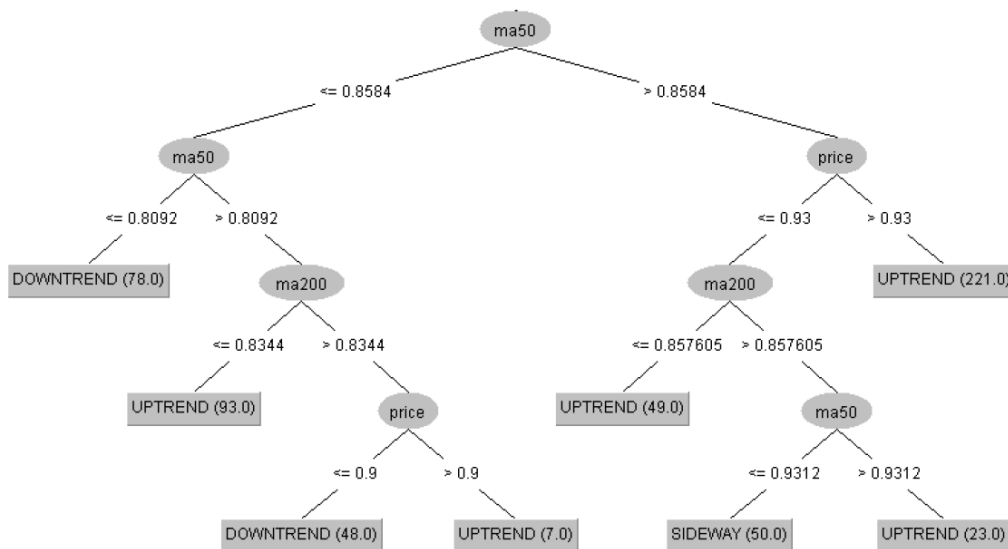 ma50
<= 0.8584 > 0.8584
ma50 price
<= 0.8092 > 0.8092 <= 0.93 > 0.93
DOWNTREND (78.0) ma200 ma200 UPTREND (221.0)
<= 0.8344 > 0.8344 <= 0.857605 > 0.857605
UPTREND (93.0) price UPTREND (49.0) ma50
<= 0.9 > 0.9 <= 0.9312 > 0.9312
DOWNTREND (48.0) UPTREND (7.0) SIDEWAY (50.0) UPTREND (23.0)